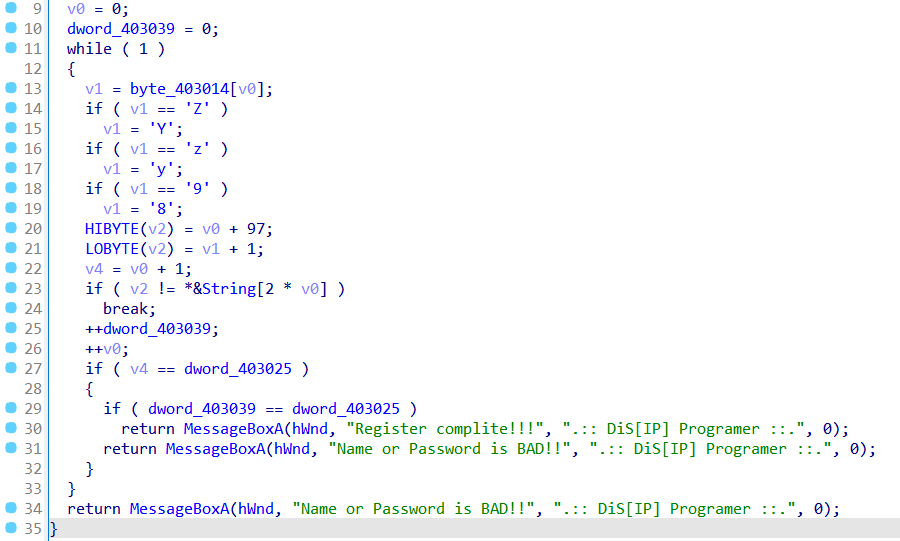 9 v0 = 0;
10 dword_403039 = 0;
11 while ( 1 )
12 {
13 v1 = byte_403014[v0];
14 if ( v1 == 'Z' )
15 v1 = 'Y';
16 if ( v1 == 'z' )
17 v1 = 'y';
18 if ( v1 == '9' )
19 v1 = '8';
20 HIBYTE(v2) = v0 + 97;
21 LOBYTE(v2) = v1 + 1;
22 v4 = v0 + 1;
23 if ( v2 != *&String[2 * v0] )
24 break;
25 ++dword_403039;
26 ++v0;
27 if ( v4 == dword_403025 )
28 {
29 if ( dword_403039 == dword_403025 )
30 return MessageBoxA(hWnd, "Register complite!!!", ".:: DiS[IP] Programer ::.", 0);
31 return MessageBoxA(hWnd, "Name or Password is BAD!!", ".:: DiS[IP] Programer ::.", 0);
32 }
33 }
34 return MessageBoxA(hWnd, "Name or Password is BAD!!", ".:: DiS[IP] Programer ::.", 0);
35 }